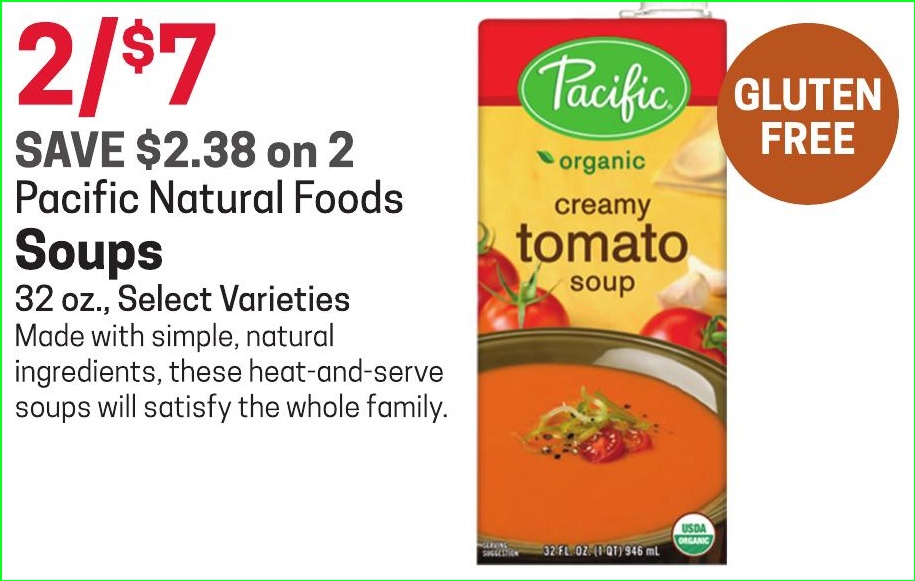 2/$7
SAVE $2.38 on 2
Pacific Natural Foods
Soups
32 oz., Select Varieties
Made with simple, natural
ingredients, these heat-and-serve
soups will satisfy the whole family.
Pacific
organic
creamy
tomato
soup
SERVING
SUGGESTION
32 FL. OZ. (1 QT) 946 mL
USDA
ORGANIC
GLUTEN
FREE